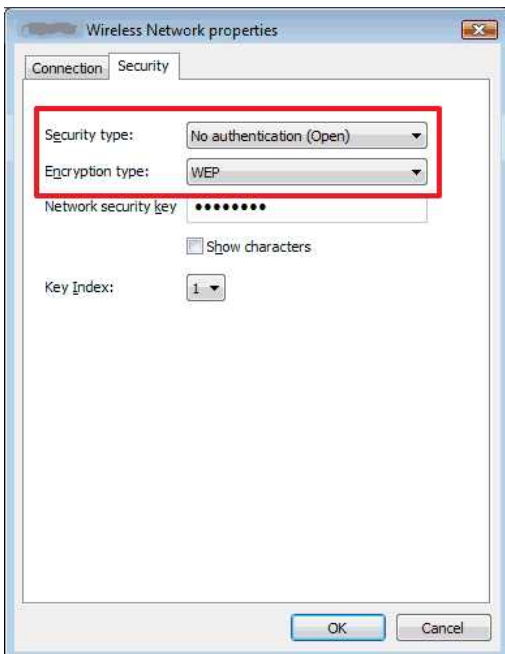 Wireless Network properties
Connection Security
Security type: No authentication (Open)
Encryption type: WEP
Network security key ●●●●●●●●
Show characters
Key Index: 1
OK Cancel